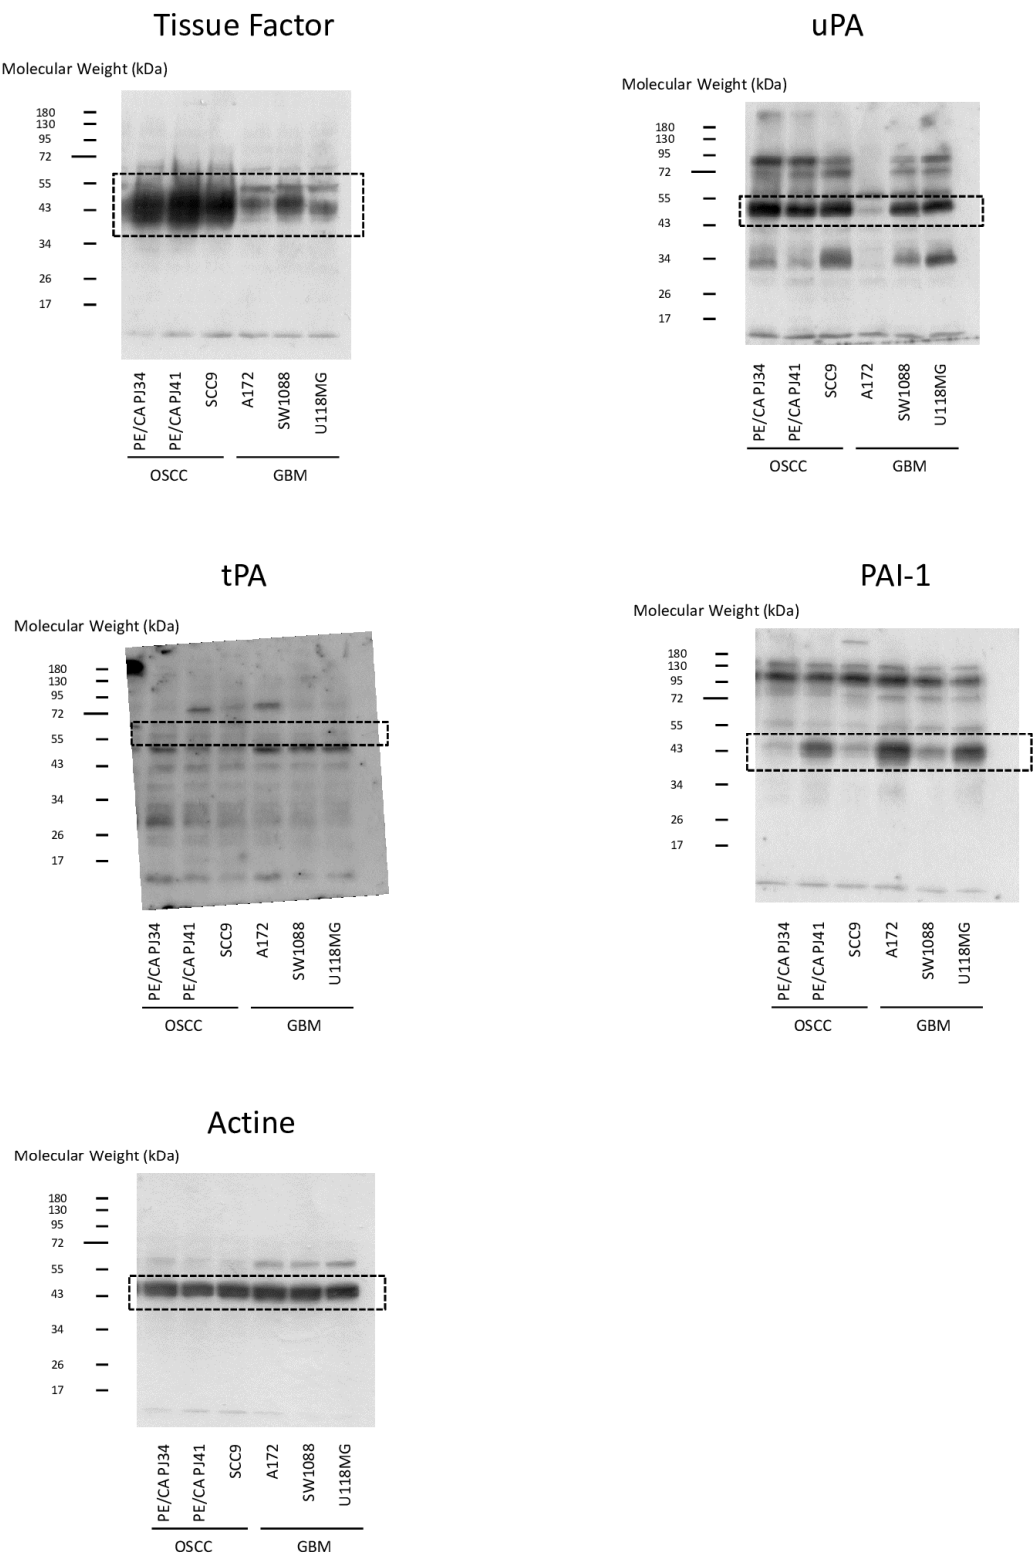 Tissue Factor
Molecular Weight (kDa)
180
130
95
72
55
43
34
26
17
PE/CA PJ34
PE/CA PJ41
SCC9
A172
SW1088
U118MG
OSCC
GBM
uPA
Molecular Weight (kDa)
180
130
95
72
55
43
34
26
17
PE/CA PJ34
PE/CA PJ41
SCC9
A172
SW1088
U118MG
OSCC
GBM
tPA
Molecular Weight (kDa)
180
130
95
72
55
43
34
26
17
PE/CA PJ34
PE/CA PJ41
SCC9
A172
SW1088
U118MG
OSCC
GBM
PAI-1
Molecular Weight (kDa)
180
130
95
72
55
43
34
26
17
PE/CA PJ34
PE/CA PJ41
SCC9
A172
SW1088
U118MG
OSCC
GBM
Actine
Molecular Weight (kDa)
180
130
95
72
55
43
34
26
17
PE/CA PJ34
PE/CA PJ41
SCC9
A172
SW1088
U118MG
OSCC
GBM